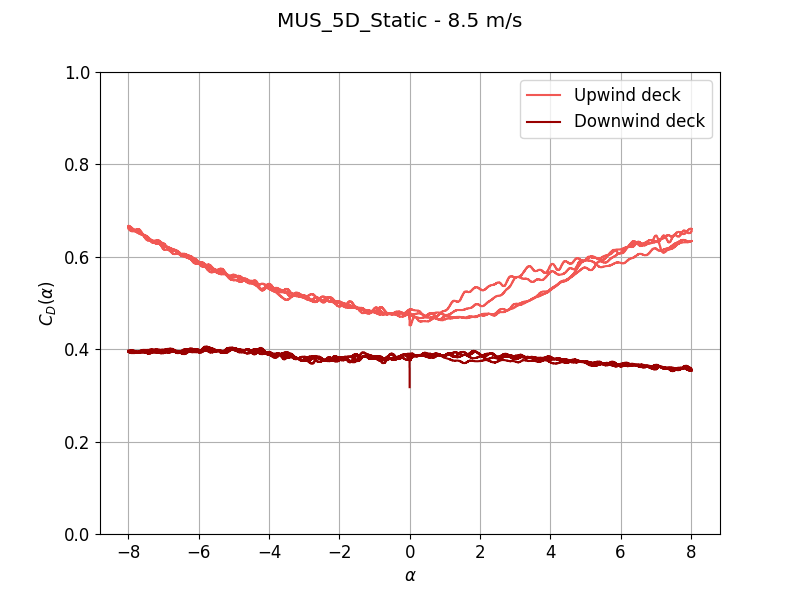 MUS_5D_Static - 8.5 m/s
Upwind deck
Downwind deck
1.0
0.8
0.6
0.4
0.2
0.0
C_D(α)
−8 −6 −4 −2 0 2 4 6 8
α